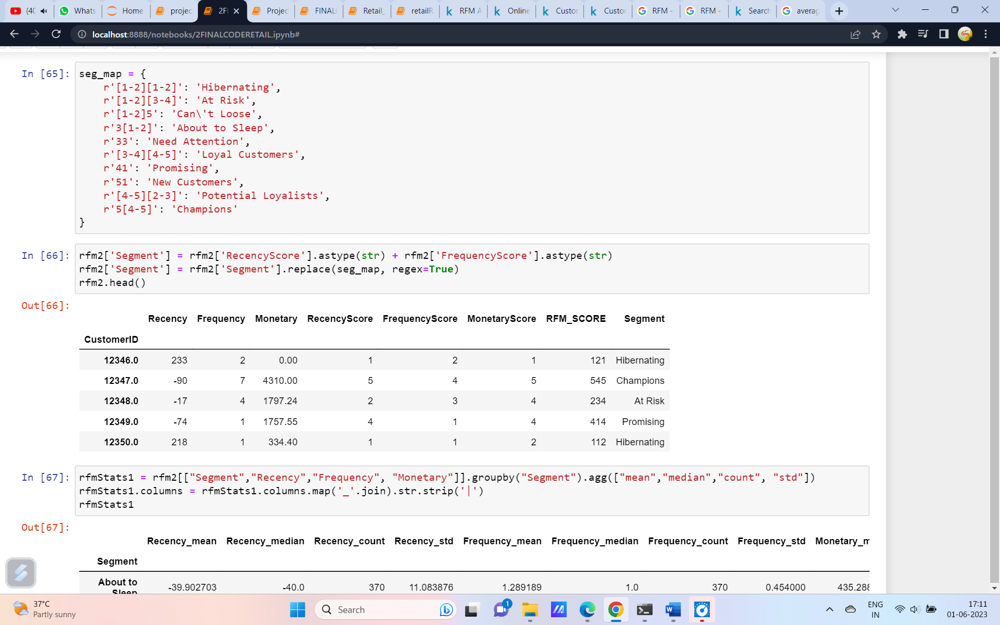 (40
Whats
Home
projec
2FI
Projec
FINALC
Retail_
retailR
RFM A
Online
Custor
Custor
RFM -
RFM -
Search
averag
localhost:8888/notebooks/2FINALCODERETAIL.ipynb#
In [65]:
seg_map = {
r'[1-2][1-2]': 'Hibernating',
r'[1-2][3-4]': 'At Risk',
r'[1-2]5': 'Can\'t Loose',
r'3[1-2]': 'About to Sleep',
r'33': 'Need Attention',
r'[3-4][4-5]': 'Loyal Customers',
r'41': 'Promising',
r'51': 'New Customers',
r'[4-5][2-3]': 'Potential Loyalists',
r'5[4-5]': 'Champions'
}
In [66]:
rfm2['Segment'] = rfm2['RecencyScore'].astype(str) + rfm2['FrequencyScore'].astype(str)
rfm2['Segment'] = rfm2['Segment'].replace(seg_map, regex=True)
rfm2.head()
Out[66]:
Recency Frequency Monetary RecencyScore FrequencyScore MonetaryScore RFM_SCORE Segment
CustomerID
12346.0 233 2 0.00 1 2 1 121 Hibernating
12347.0 -90 7 4310.00 5 4 5 545 Champions
12348.0 -17 4 1797.24 2 3 4 234 At Risk
12349.0 -74 1 1757.55 4 1 4 414 Promising
12350.0 218 1 334.40 1 1 2 112 Hibernating
In [67]:
rfmStats1 = rfm2[["Segment","Recency","Frequency", "Monetary"]].groupby("Segment").agg(["mean","median","count", "std"])
rfmStats1.columns = rfmStats1.columns.map('_'.join).str.strip('|')
rfmStats1
Out[67]:
Recency_mean Recency_median Recency_count Recency_std Frequency_mean Frequency_median Frequency_count Frequency_std Monetary_m
Segment
About to
Sleep
-39.902703 -40.0 370 11.083876 1.289189 1.0 370 0.454000 435.288
37°C
Partly sunny
Search
1
ENG
IN
17:11
01-06-2023